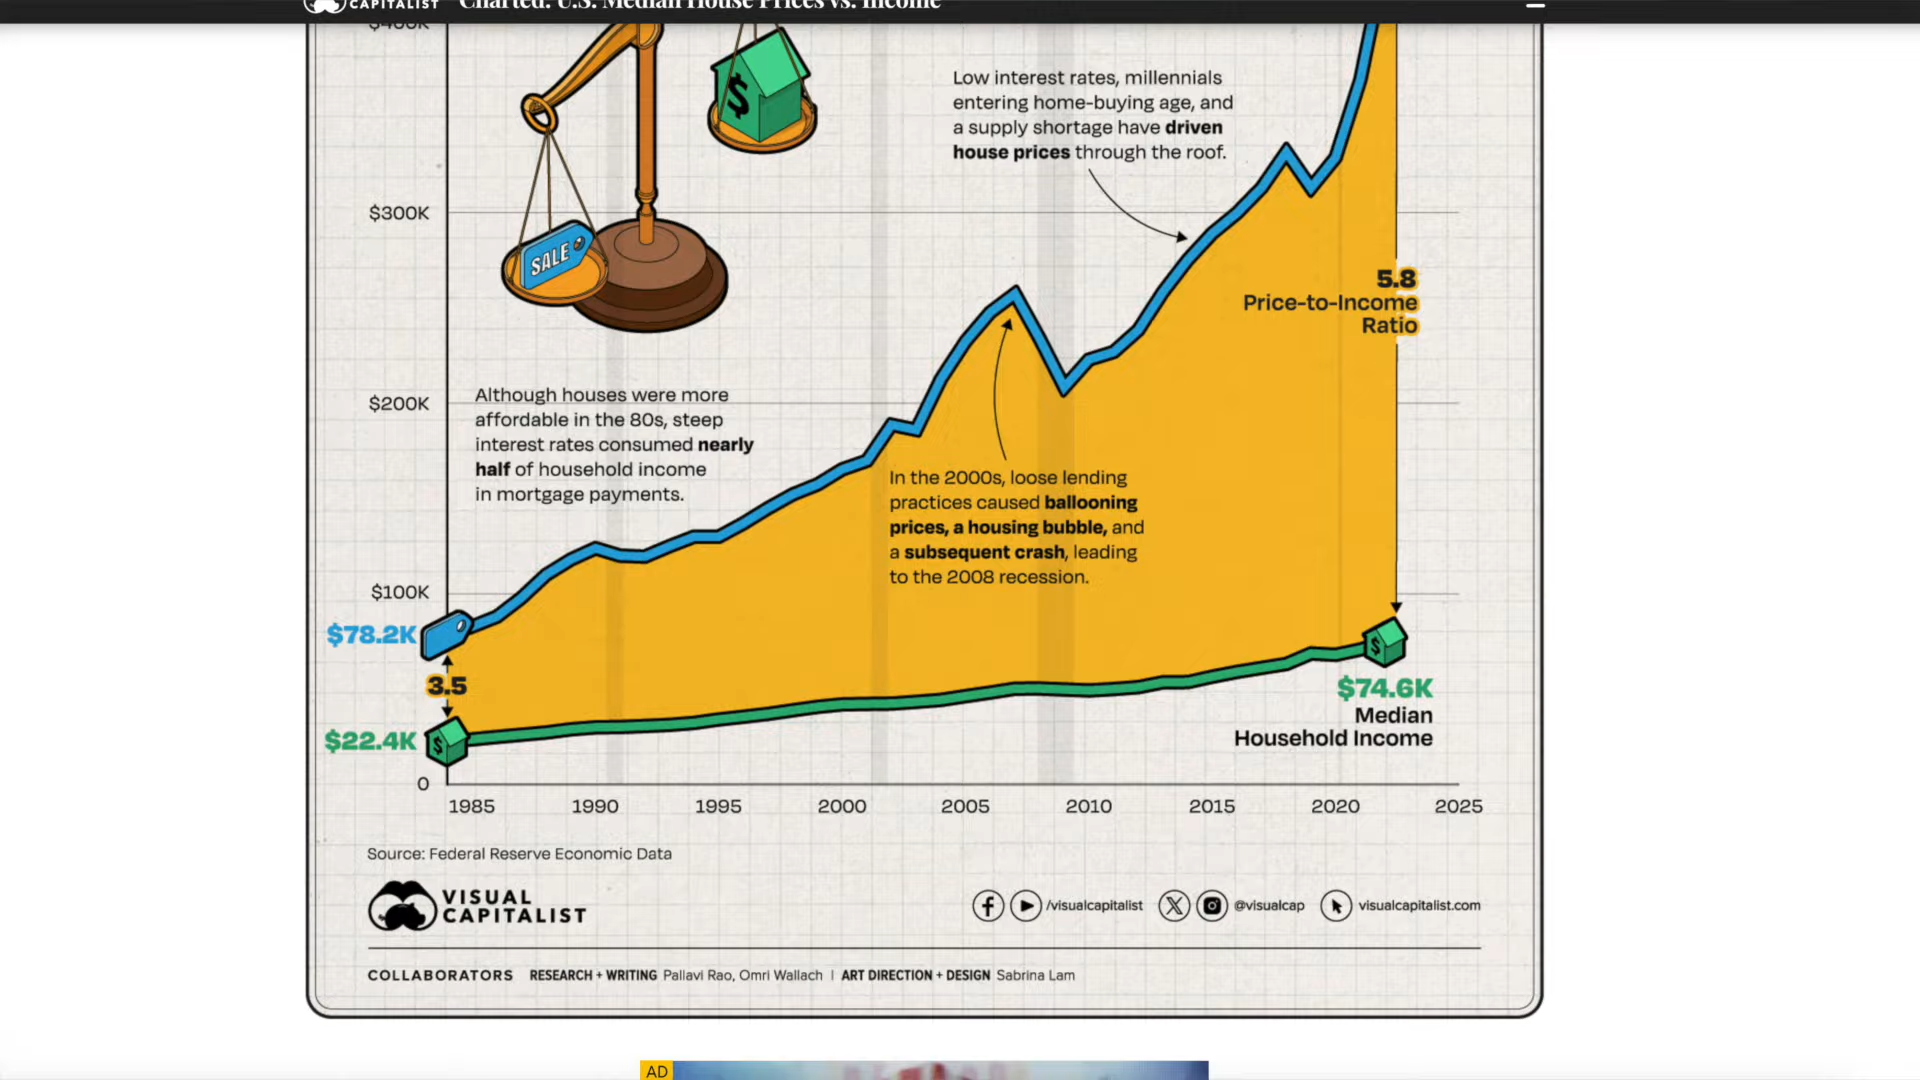 CAPITALIST
Charted: U.S. Median House Prices vs. Income
$400K
$
Low interest rates, millennials
entering home-buying age, and
a supply shortage have driven
house prices through the roof.
$300K
SALE
5.8
Price-to-Income
Ratio
Although houses were more
affordable in the 80s, steep
interest rates consumed nearly
half of household income
in mortgage payments.
$200K
In the 2000s, loose lending
practices caused ballooning
prices, a housing bubble, and
a subsequent crash, leading
to the 2008 recession.
$100K
$78.2K
3.5
$22.4K
$
$
$74.6K
Median
Household Income
0
1985 1990 1995 2000 2005 2010 2015 2020 2025
Source: Federal Reserve Economic Data
VISUAL
CAPITALIST
/visualcapitalist @visualcap visualcapitalist.com
COLLABORATORS RESEARCH + WRITING Pallavi Rao, Omri Wallach | ART DIRECTION + DESIGN Sabrina Lam
AD